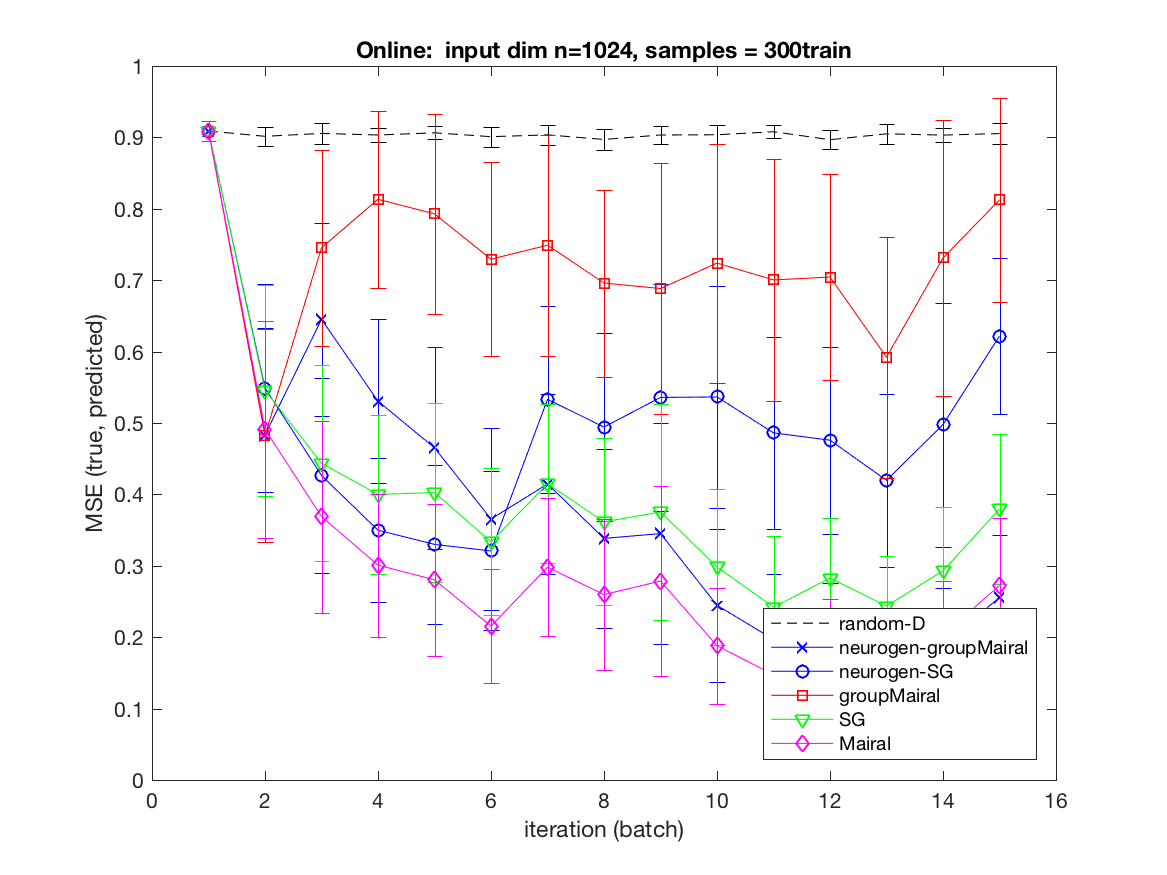 Online:  input dim n=1024, samples = 300train
MSE (true, predicted)
1
0.9
0.8
0.7
0.6
0.5
0.4
0.3
0.2
0.1
0
random-D
neurogen-groupMairal
neurogen-SG
groupMairal
SG
Mairal
0 2 4 6 8 10 12 14 16
iteration (batch)